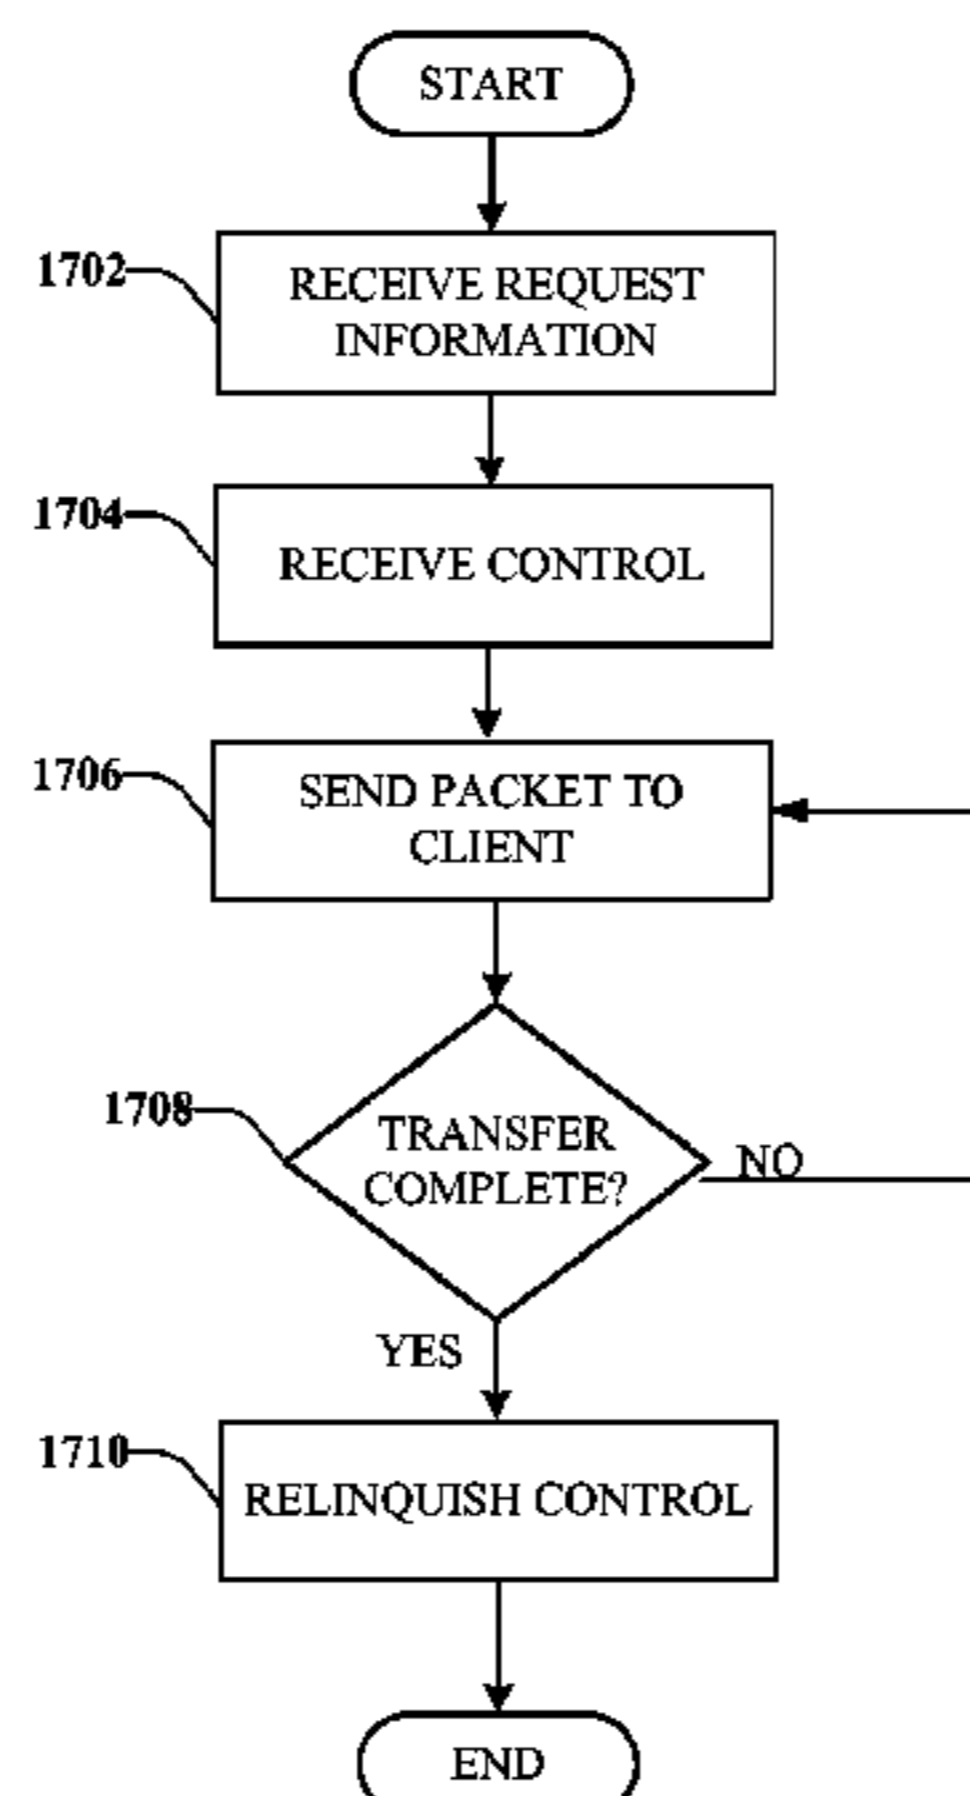 START
1702
RECEIVE REQUEST
INFORMATION
1704
RECEIVE CONTROL
1706
SEND PACKET TO
CLIENT
1708
TRANSFER
COMPLETE?
NO
YES
1710
RELINQUISH CONTROL
END